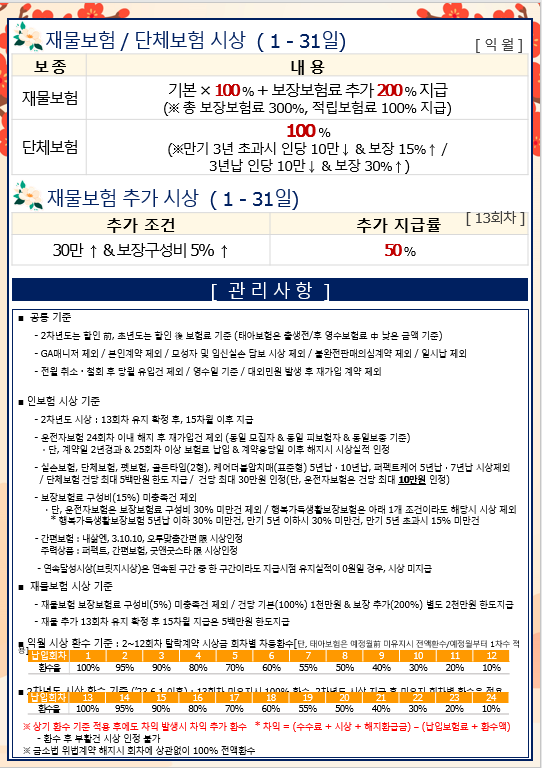 재물보험 / 단체보험 시상 ( 1 - 31일)
[ 익 월 ]
보 종 내 용
재물보험 기본 × 100 % + 보장보험료 추가 200 % 지급
(※ 총 보장보험료 300%, 적립보험료 100% 지급)
단체보험 100 %
(※만기 3년 초과시 인당 10만↓ & 보장 15%↑ /
3년납 인당 10만↓ & 보장 30%↑)
재물보험 추가 시상 ( 1 - 31일)
[ 13회차 ]
추가 조건 추가 지급률
30만 ↑ & 보장구성비 5% ↑ 50 %
[ 관 리 사 항 ]
■ 공통 기준
- 2차년도는 할인 前, 초년도는 할인 後 보험료 기준 (태아보험은 출생전/후 영수보험료 中 낮은 금액 기준)
- GA매니저 제외 / 본인계약 제외 / 모성자 및 임신실손 담보 시상 제외 / 불완전판매의심계약 제외 / 일시납 제외
- 전월 취소·철회 후 당월 유입건 제외 / 영수일 기준 / 대외민원 발생 후 재가입 계약 제외
■ 인보험 시상 기준
- 2차년도 시상 : 13회차 유지 확정 후, 15차월 이후 지급
- 운전자보험 24회차 이내 해지 후 재가입건 제외 (동일 모집자 & 동일 피보험자 & 동일보종 기준)
· 단, 계약일 2년경과 & 25회차 이상 보험료 납입 & 계약응당일 이후 해지시 시상실적 인정
- 실손보험, 단체보험, 펫보험, 골든타임(2형), 케어더블암치매(표준형) 5년납·10년납, 퍼펙트케어 5년납·7년납 시상제외
/ 단체보험 건당 최대 5백만원 한도 지급 / 건당 최대 30만원 인정(단, 운전자보험은 건당 최대 10만원 인정)
- 보장보험료 구성비(15%) 미충족건 제외
· 단, 운전자보험은 보장보험료 구성비 30% 미만건 제외 / 행복가득생활보장보험은 아래 1개 조건이라도 해당시 시상 제외
* 행복가득생활보장보험 5년납 이하 30% 미만건, 만기 5년 이하시 30% 미만건, 만기 5년 초과시 15% 미만건
- 간편보험 : 내삶엔, 3.10.10, 오루맞춤간편 限 시상인정
주력상품 : 퍼펙트, 간편보험, 굿앤굿스타 限 시상인정
- 연속달성시상(브릿지시상)은 연속된 구간 중 한 구간이라도 지급시점 유지실적이 0원일 경우, 시상 미지급
■ 재물보험 시상 기준
- 재물보험 보장보험료 구성비(5%) 미충족건 제외 / 건당 기본(100%) 1천만원 & 보장 추가(200%) 별도 2천만원 한도지급
- 재물 추가 13회차 유지 확정 후 15차월 지급은 5백만원 한도지급
■ 익월 시상 환수 기준 : 2~12회차 탈락계약 시상금 회차별 차등환수[단, 태아보험은 예정월前 미유지시 전액환수/예정월부터 1차수 적용]
납입회차 1 2 3 4 5 6 7 8 9 10 11 12
환수율 100% 95% 90% 80% 70% 60% 55% 50% 40% 30% 20% 10%
납입회차 13 14 15 16 17 18 19 20 21 22 23 24
환수율 100% 95% 90% 80% 70% 60% 55% 50% 40% 30% 20% 10%
※ 상기 환수 기준 적용 후에도 차익 발생시 차익 추가 환수 * 차익 = (수수료 + 시상 + 해지환급금) – (납입보험료 + 환수액)
- 환수 후 부활건 시상 인정 불가
※ 금소법 위법계약 해지시 회차에 상관없이 100% 전액환수